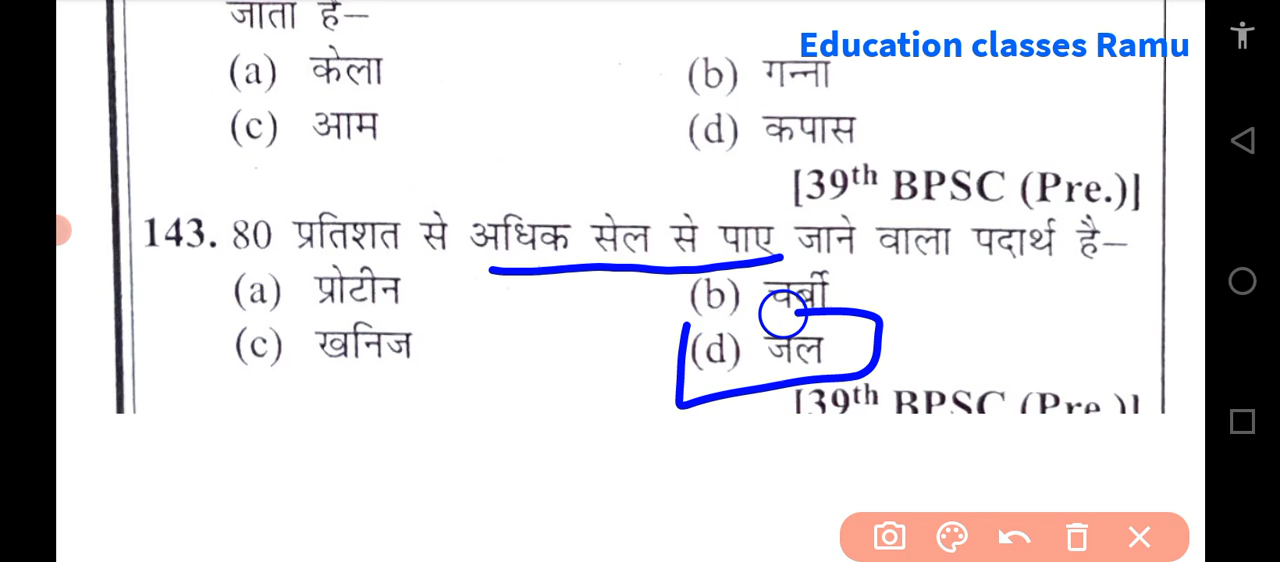 जाता है—
Education classes Ramu
(a) केला (b) गन्ना
(c) आम (d) कपास
[39th BPSC (Pre.)]
143. 80 प्रतिशत से अधिक सेल से पाए जाने वाला पदार्थ है—
(a) प्रोटीन (b) चर्बी
(c) खनिज (d) जल
[39th BPSC (Pre.)]